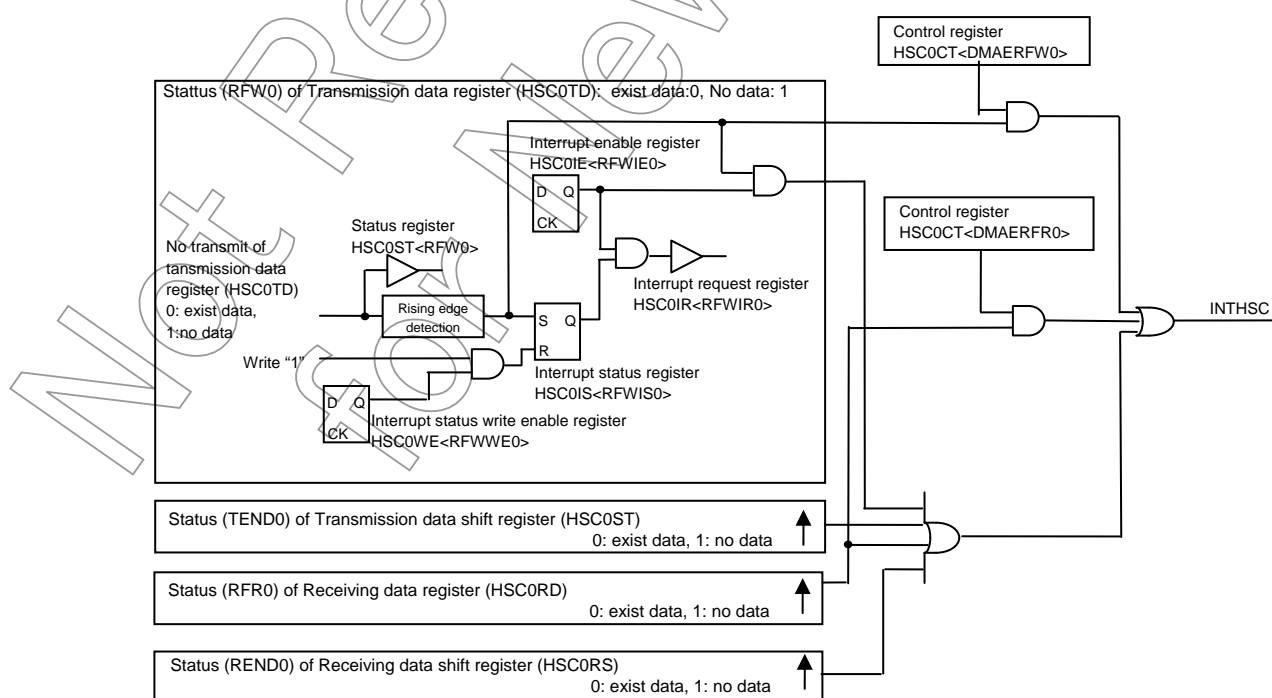 Control register
HSC0CT<DMAERFW0>
Stattus (RFW0) of Transmission data register (HSC0TD): exist data:0, No data: 1
Interrupt enable register
HSC0IE<RFWIE0>
D Q
CK
Control register
HSC0CT<DMAERFR0>
Status register
HSC0ST<RFW0>
No transmit of
tansmission data
register (HSC0TD)
0: exist data,
1:no data
Interrupt request register
HSC0IR<RFWIR0>
Rising edge
detection
S Q
R
INTHSC
Write “1”
Interrupt status register
HSC0IS<RFWIS0>
D Q
CK
Interrupt status write enable register
HSC0WE<RFWWE0>
Status (TEND0) of Transmission data shift register (HSC0ST)
0: exist data, 1: no data
Status (RFR0) of Receiving data register (HSC0RD)
0: exist data, 1: no data
Status (REND0) of Receiving data shift register (HSC0RS)
0: exist data, 1: no data
Not Re
for New